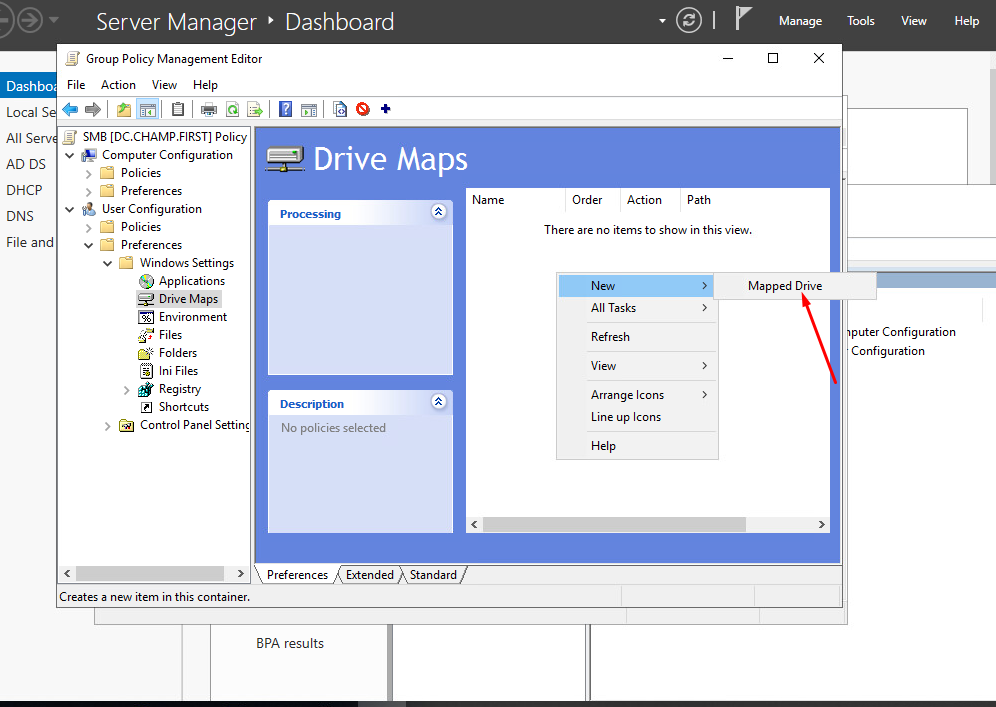 Server Manager ‣ Dashboard
Manage Tools View Help
Dashboa
Local Se
All Serve
AD DS
DHCP
DNS
File and
Group Policy Management Editor
File Action View Help
SMB [DC.CHAMP.FIRST] Policy
Computer Configuration
Policies
Preferences
User Configuration
Policies
Preferences
Windows Settings
Applications
Drive Maps
Environment
Files
Folders
Ini Files
Registry
Shortcuts
Control Panel Setting
Drive Maps
Processing
Description
No policies selected
Name Order Action Path
There are no items to show in this view.
New
All Tasks
Refresh
View
Arrange Icons
Line up Icons
Help
Mapped Drive
nputer Configuration
Configuration
Preferences Extended Standard
Creates a new item in this container.
BPA results